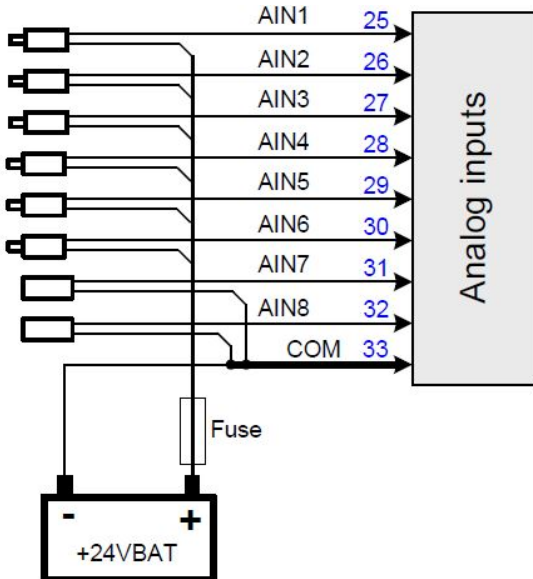 AIN1 25
AIN2 26
AIN3 27
AIN4 28
AIN5 29
AIN6 30
AIN7 31
AIN8 32
COM 33
Analog inputs
Fuse
- +
+24VBAT